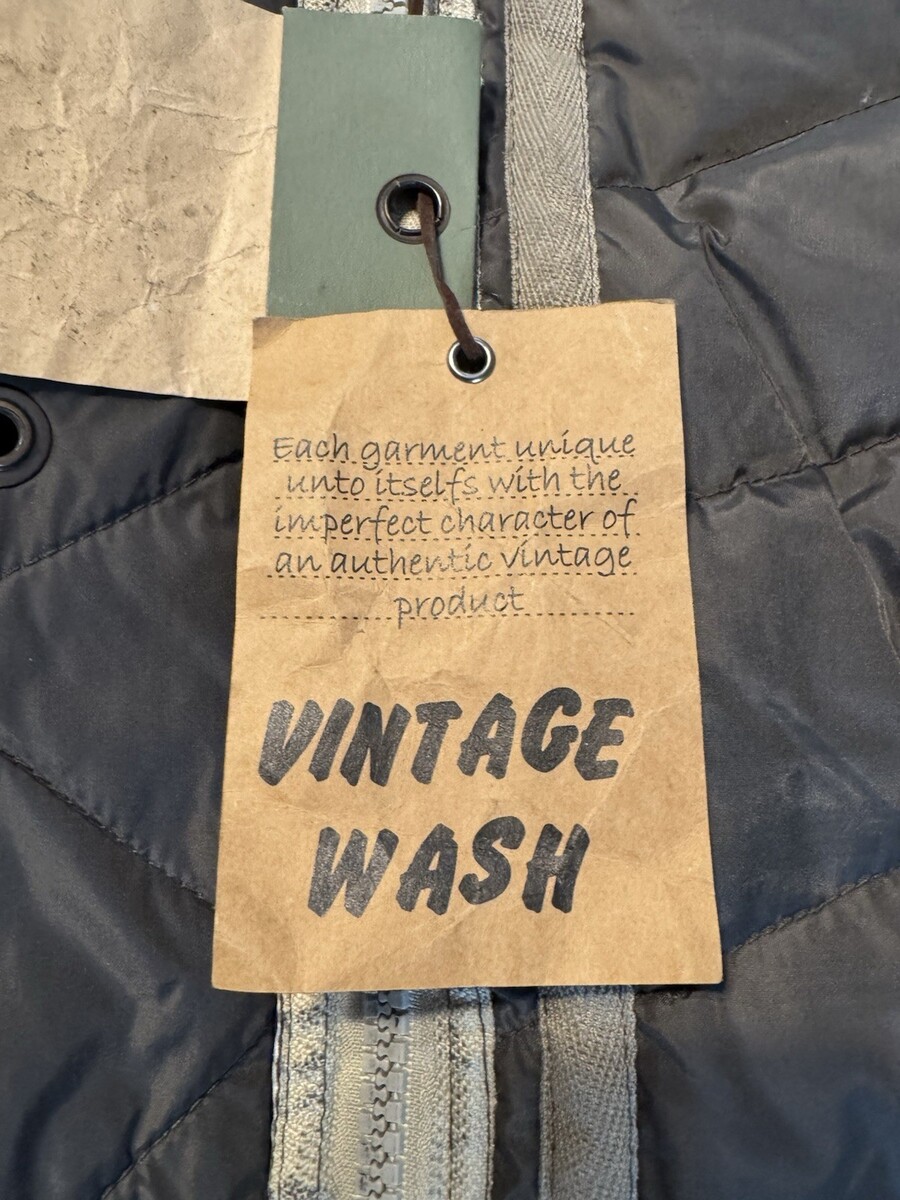 Each garment unique
unto itselfs with the
imperfect character of
an authentic vintage
product
VINTAGE
WASH